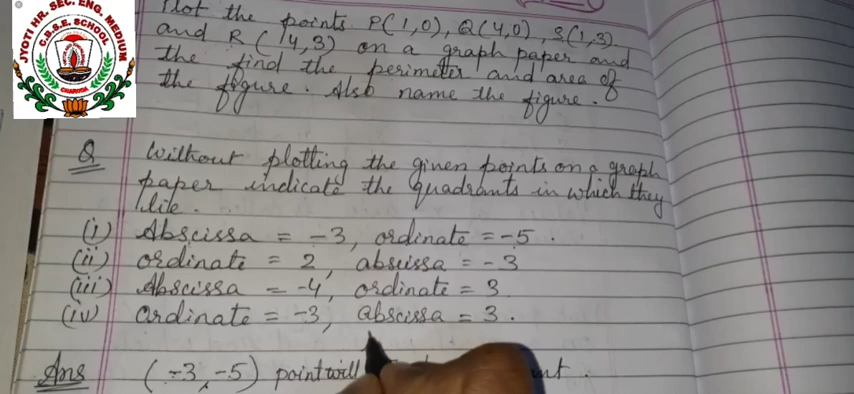 JYOTI HR. SEC. ENG. MEDIUM
C.B.S.E. SCHOOL
Plot the points P(1,0), Q(4,0), S(1,3)
and R(4,3) on a graph paper and
the find the perimeter and area of
the figure. Also name the figure.
Q Without plotting the given points on a graph
paper indicate the quadrants in which they
lie.
(i) Abscissa = -3, ordinate = -5.
(ii) ordinate = 2, abscissa = -3
(iii) Abscissa = -4, ordinate = 3
(iv) ordinate = -3, abscissa = 3.
Ans (-3,-5) point will